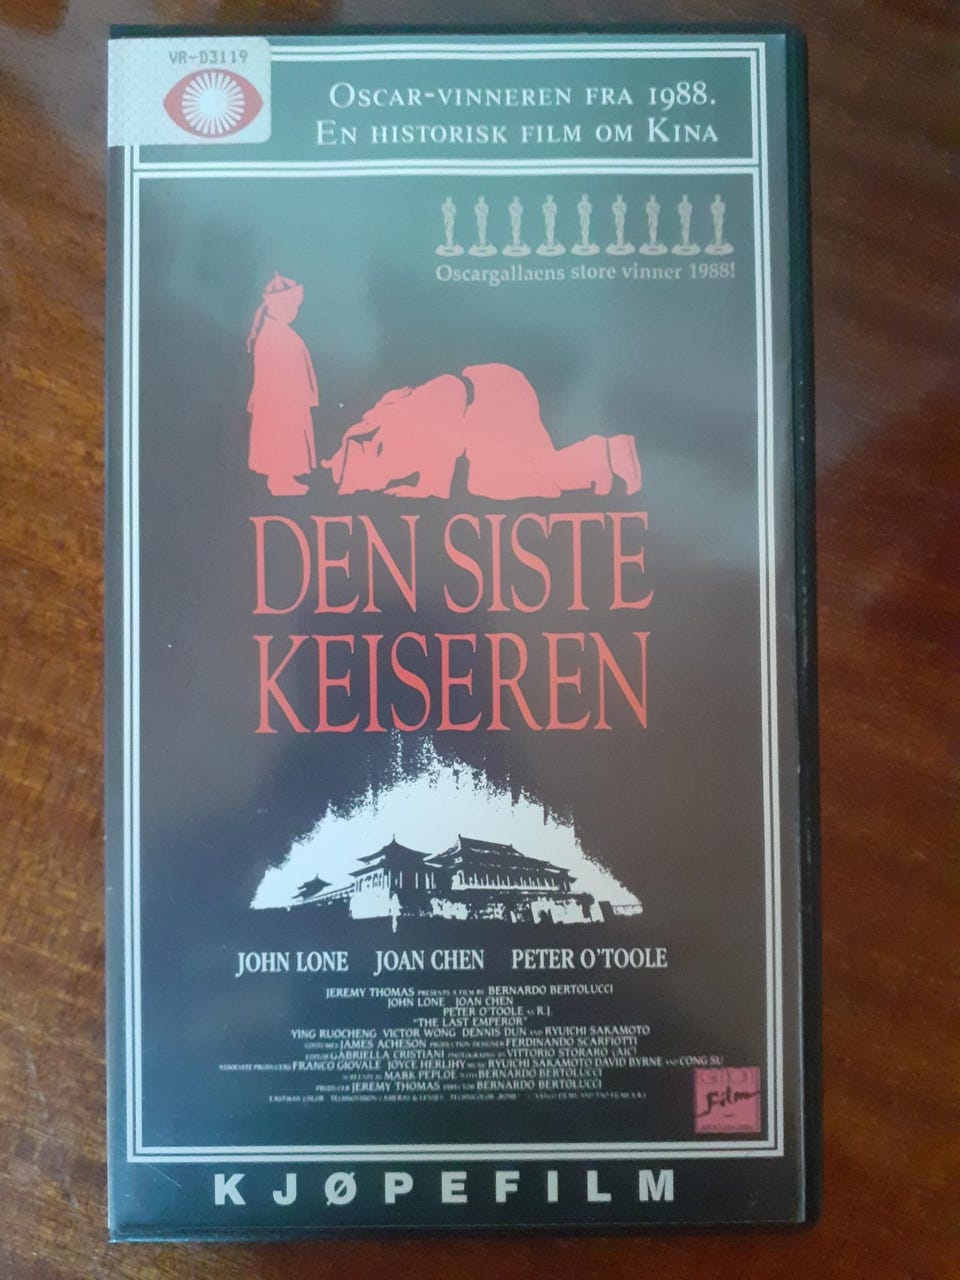 VR-D3119
OSCAR-VINNEREN FRA 1988.
EN HISTORISK FILM OM KINA
Oscargallaens store vinner 1988!
DEN SISTE
KEISEREN
JOHN LONE JOAN CHEN PETER O'TOOLE
JEREMY THOMAS PRESENTS A FILM BY BERNARDO BERTOLUCCI
JOHN LONE JOAN CHEN
PETER O'TOOLE AS R.J.
"THE LAST EMPEROR"
YING RUOCHENG VICTOR WONG DENNIS DUN AND RYUICHI SAKAMOTO
COSTUMES JAMES ACHESON PRODUCTION DESIGNER FERDINANDO SCARFIOTTI
EDITOR GABRIELLA CRISTIANI PHOTOGRAPHY BY VITTORIO STORARO (AIC)
ASSOCIATE PRODUCERS FRANCO GIOVALE JOYCE HERLIHY MUSIC RYUICHI SAKAMOTO DAVID BYRNE AND CONG SU
SCREENPLAY MARK PEPLOE WITH BERNARDO BERTOLUCCI
PRODUCER JEREMY THOMAS DIRECTOR BERNARDO BERTOLUCCI
Film
KJØPEFILM